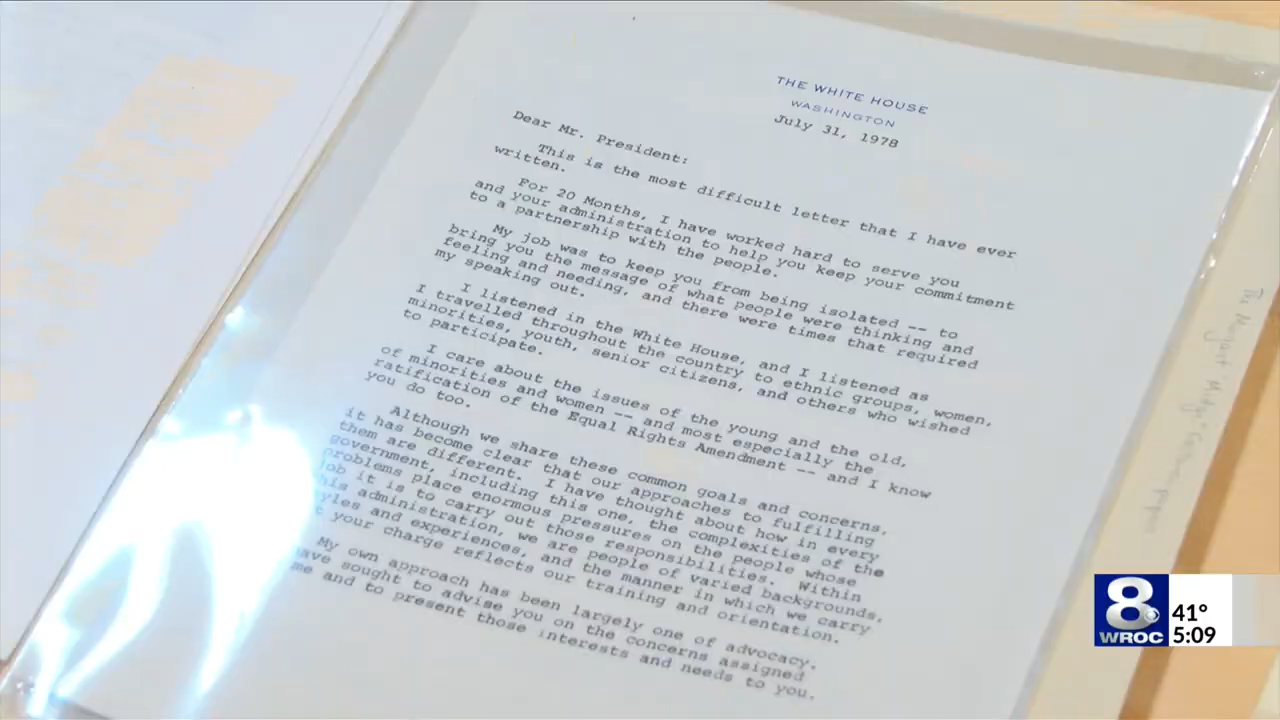 THE WHITE HOUSE
WASHINGTON
July 31, 1978
Dear Mr. President:
This is the most difficult letter that I have ever
written.
For 20 Months, I have worked hard to serve you
and your administration to help you keep your commitment
to a partnership with the people.
My job was to keep you from being isolated -- to
bring you the message of what people were thinking and
feeling and needing, and there were times that required
my speaking out.
I listened in the White House, and I listened as
I travelled throughout the country to ethnic groups, women,
minorities, youth, senior citizens, and others who wished
to participate.
I care about the issues of the young and the old,
of minorities and women -- and most especially the
ratification of the Equal Rights Amendment -- and I know
you do too.
Although we share these common goals and concerns,
it has become clear that our approaches to fulfilling
them are different. I have thought about how in every
government, including this one, the complexities of the
problems place enormous pressures on the people whose
job it is to carry out those responsibilities. Within
his administration, we are people of varied backgrounds,
yles and experiences, and the manner in which we carry
t your charge reflects our training and orientation.
My own approach has been largely one of advocacy.
ave sought to advise you on the concerns assigned
me and to present those interests and needs to you.
The Margaret "Midge"
8
WROC
41°
5:09